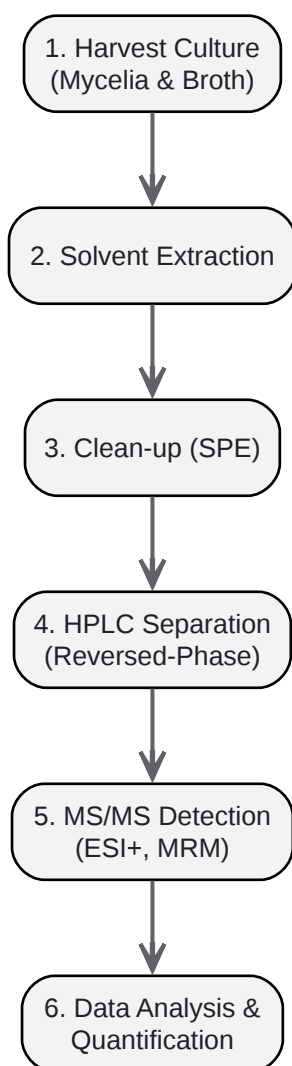 1. Harvest Culture
(Mycelia & Broth)
2. Solvent Extraction
3. Clean-up (SPE)
4. HPLC Separation
(Reversed-Phase)
5. MS/MS Detection
(ESI+, MRM)
6. Data Analysis &
Quantification